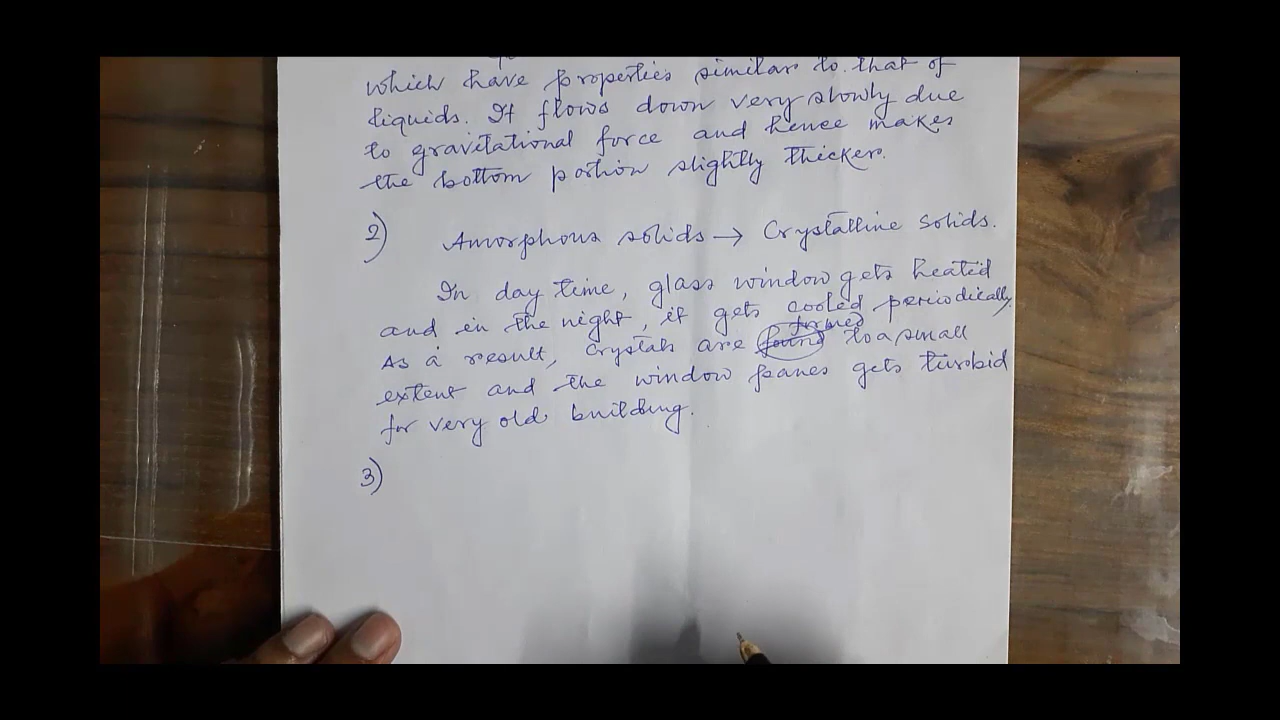 which have properties similar to that of
liquids. It flows down very slowly due
to gravitational force and hence makes
the bottom portion slightly thicker.
2) Amorphous solids → Crystalline solids.
In day time, glass window gets heated
and in the night, it gets cooled periodically.
formed
As a result, crystals are found to a small
extent and the window panes gets turbid
for very old building.
3)